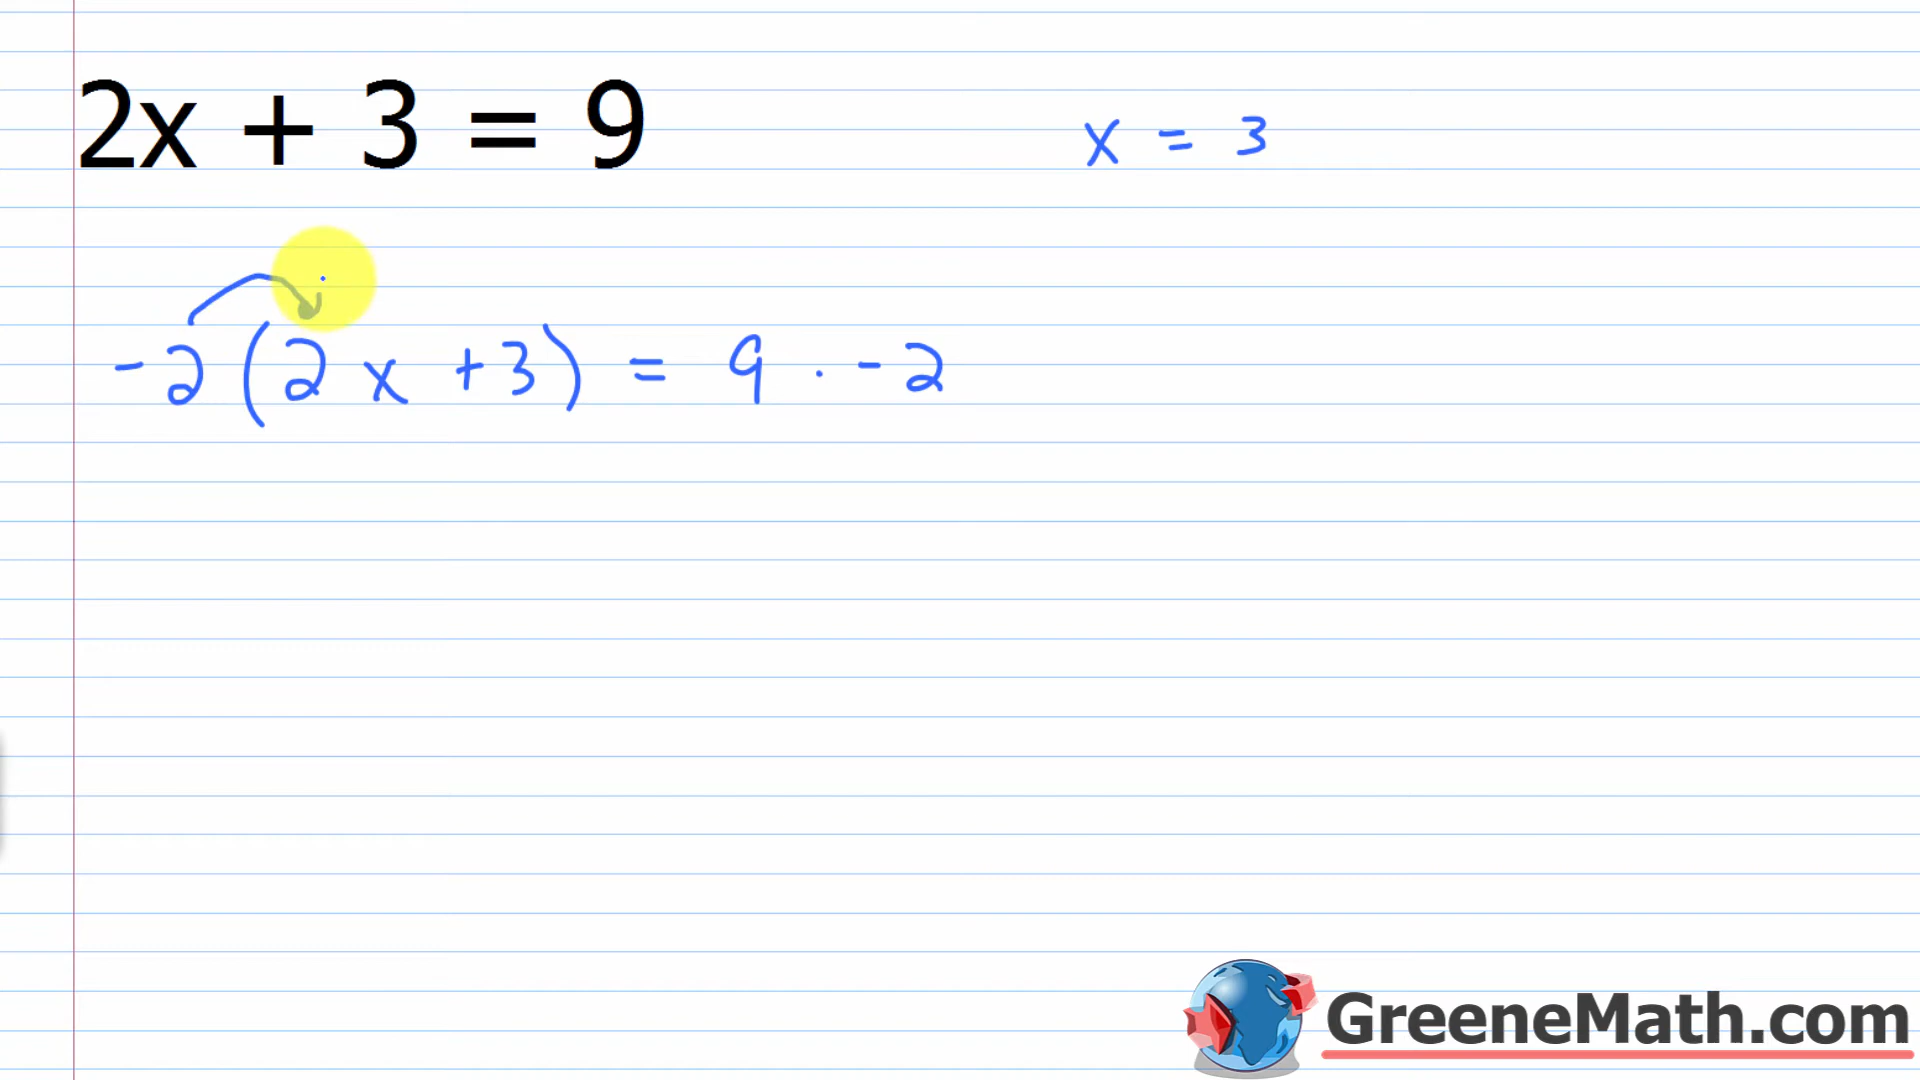 2x + 3 = 9
x = 3
-2(2x +3) = 9 · -2
GreeneMath.com